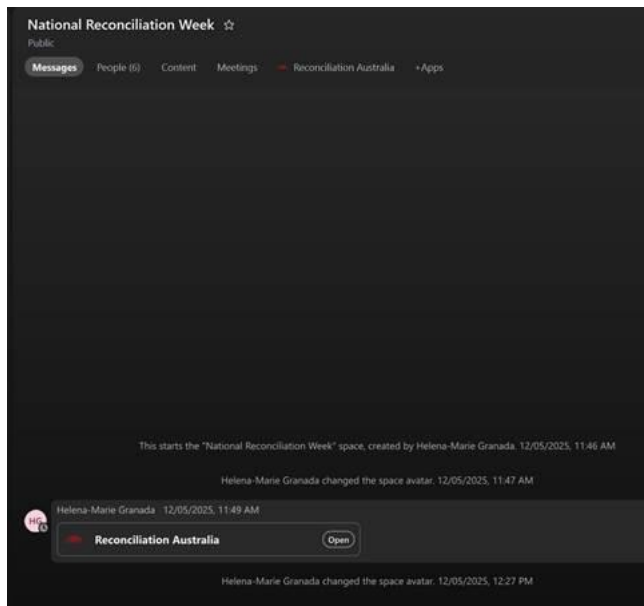 National Reconciliation Week
Public
Messages People (6) Content Meetings Reconciliation Australia +Apps
This starts the "National Reconciliation Week" space, created by Helena-Marie Granada. 12/05/2025, 11:46 AM
Helena-Marie Granada changed the space avatar. 12/05/2025, 11:47 AM
Helena-Marie Granada 12/05/2025, 11:49 AM
HG
Reconciliation Australia Open
Helena-Marie Granada changed the space avatar. 12/05/2025, 12:27 PM